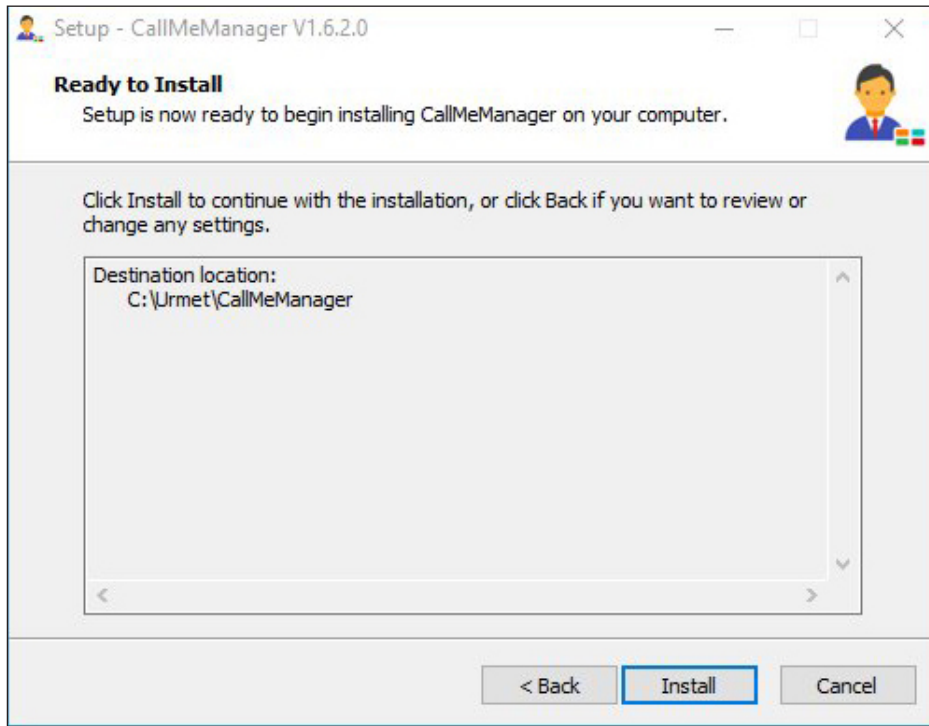 Setup - CallMeManager V1.6.2.0
Ready to Install
Setup is now ready to begin installing CallMeManager on your computer.
Click Install to continue with the installation, or click Back if you want to review or
change any settings.
Destination location:
C:\Urmet\CallMeManager
< Back
Install
Cancel